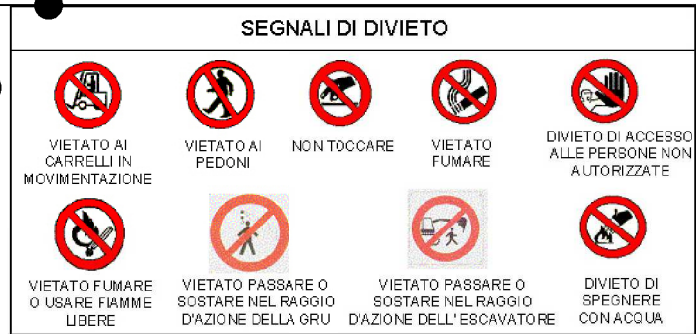 SEGNALI DI DIVIETO
VIETATO AI
CARRELLI IN
MOVIMENTAZIONE
VIETATO AI
PEDONI
NON TOCCARE
VIETATO
FUMARE
DIVIETO DI ACCESSO
ALLE PERSONE NON
AUTORIZZATE
VIETATO FUMARE
O USARE FIAMME
LIBERE
VIETATO PASSARE O
SOSTARE NEL RAGGIO
D'AZIONE DELLA GRU
VIETATO PASSARE O
SOSTARE NEL RAGGIO
D'AZIONE DELL'ESCAVATORE
DIVIETO DI
SPEGNERE
CON ACQUA